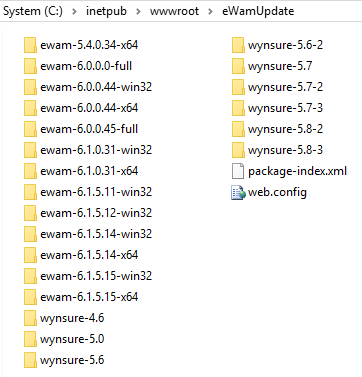 System (C:) > inetpub > wwwroot > eWamUpdate
ewam-5.4.0.34-x64
ewam-6.0.0.0-full
ewam-6.0.0.44-win32
ewam-6.0.0.44-x64
ewam-6.0.0.45-full
ewam-6.1.0.31-win32
ewam-6.1.0.31-x64
ewam-6.1.5.11-win32
ewam-6.1.5.12-win32
ewam-6.1.5.14-win32
ewam-6.1.5.14-x64
ewam-6.1.5.15-win32
ewam-6.1.5.15-x64
wynsure-4.6
wynsure-5.0
wynsure-5.6
wynsure-5.6-2
wynsure-5.7
wynsure-5.7-2
wynsure-5.7-3
wynsure-5.8-2
wynsure-5.8-3
package-index.xml
web.config